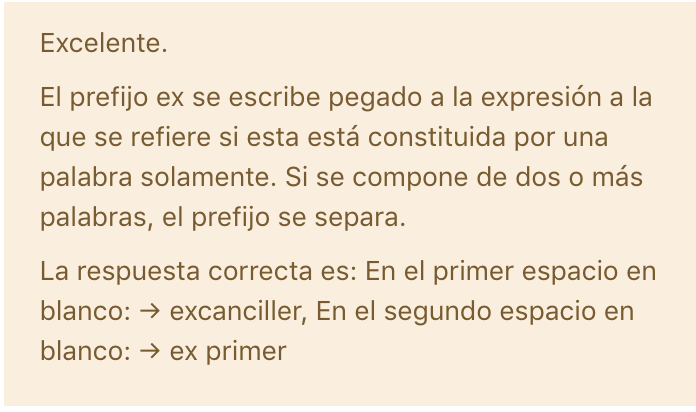 Excelente.
El prefijo ex se escribe pegado a la expresión a la
que se refiere si esta está constituida por una
palabra solamente. Si se compone de dos o más
palabras, el prefijo se separa.
La respuesta correcta es: En el primer espacio en
blanco: → excanciller, En el segundo espacio en
blanco: → ex primer